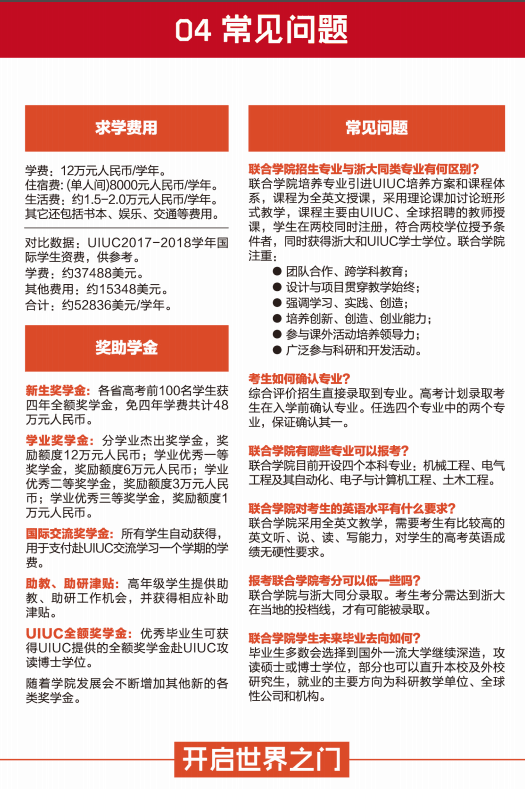 04 常见问题
求学费用
学费：12万元人民币/学年。
住宿费：(单人间)8000元人民币/学年。
生活费：约1.5-2.0万元人民币/学年。
其它还包括书本、娱乐、交通等费用。
对比数据：UIUC2017-2018学年国
际学生资费，供参考。
学费：约37488美元。
其他费用：约15348美元。
合计：约52836美元/学年。
奖助学金
新生奖学金：各省高考前100名学生获
四年全额奖学金，免四年学费共计48
万元人民币。
学业奖学金：分学业杰出奖学金，奖
励额度12万元人民币；学业优秀一等
奖学金，奖励额度6万元人民币；学业
优秀二等奖学金，奖励额度3万元人民
币；学业优秀三等奖学金，奖励额度1
万元人民币。
国际交流奖学金：所有学生自动获得，
用于支付赴UIUC交流学习一个学期的学
费。
助教、助研津贴：高年级学生提供助
教、助研工作机会，并获得相应补助
津贴。
UIUC全额奖学金：优秀毕业生可获
得UIUC提供的全额奖学金赴UIUC攻
读博士学位。
随着学院发展会不断增加其他新的各
类奖学金。
常见问题
联合学院招生专业与浙大同类专业有何区别？
联合学院培养专业引进UIUC培养方案和课程体
系，课程为全英文授课，采用理论课加讨论班形
式教学，课程主要由UIUC、全球招聘的教师授
课，学生在两校同时注册，符合两校学位授予条
件者，同时获得浙大和UIUC学士学位。联合学院
注重：
● 团队合作、跨学科教育；
● 设计与项目贯穿教学始终；
● 强调学习、实践、创造；
● 培养创新、创造、创业能力；
● 参与课外活动培养领导力；
● 广泛参与科研和开发活动。
考生如何确认专业？
综合评价招生直接录取到专业。高考计划录取考
生在入学前确认专业。任选四个专业中的两个专
业，保证确认其一。
联合学院有哪些专业可以报考？
联合学院目前开设四个本科专业：机械工程、电气
工程及其自动化、电子与计算机工程、土木工程。
联合学院对考生的英语水平有什么要求？
联合学院采用全英文教学，需要考生有比较高的
英文听、说、读、写能力，对学生的高考英语成
绩无硬性要求。
报考联合学院考分可以低一些吗？
联合学院与浙大同分录取。考生考分需达到浙大
在当地的投档线，才有可能被录取。
联合学院学生未来毕业去向如何？
毕业生多数会选择到国外一流大学继续深造，攻
读硕士或博士学位，部分也可以直升本校及外校
研究生，就业的主要方向为科研教学单位、全球
性公司和机构。
开启世界之门